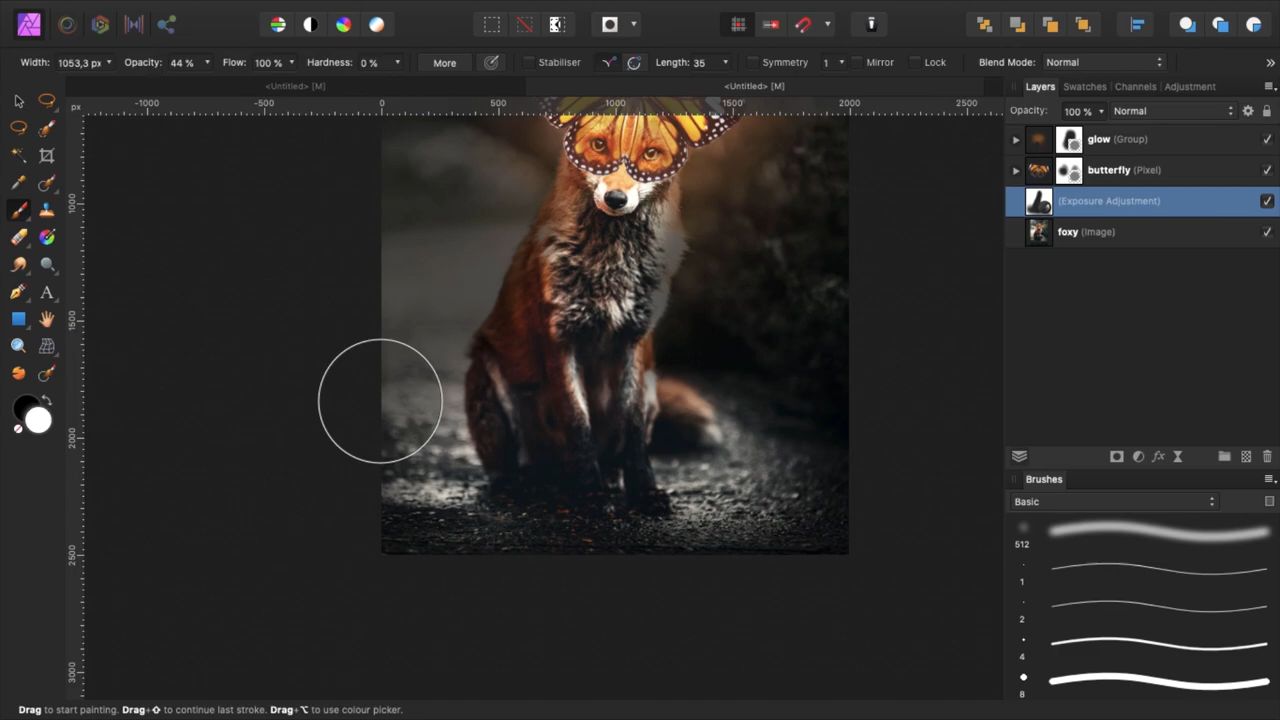 Width: 1053,3 px Opacity: 44 % Flow: 100 % Hardness: 0 % More Stabiliser Length: 35 Symmetry 1 Mirror Lock Blend Mode: Normal
<Untitled> [M] <Untitled> [M]
Layers Swatches Channels Adjustment
px -1000 -500 0 500 1000 1500 2000 2500
Opacity: 100 % Normal
glow (Group)
butterfly (Pixel)
(Exposure Adjustment)
foxy (Image)
1000
1500
2000
2500
3000
Brushes
Basic
512
1
2
4
8
Drag to start painting. Drag+⇧ to continue last stroke. Drag+⌥ to use colour picker.